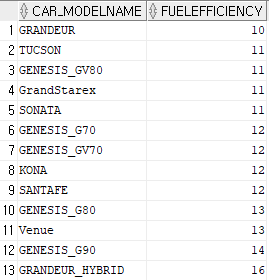 CAR_MODELNAME FUELEFFICIENCY
1 GRANDEUR 10
2 TUCSON 11
3 GENESIS_GV80 11
4 GrandStarex 11
5 SONATA 11
6 GENESIS_G70 12
7 GENESIS_GV70 12
8 KONA 12
9 SANTAFE 12
10 GENESIS_G80 13
11 Venue 13
12 GENESIS_G90 14
13 GRANDEUR_HYBRID 16